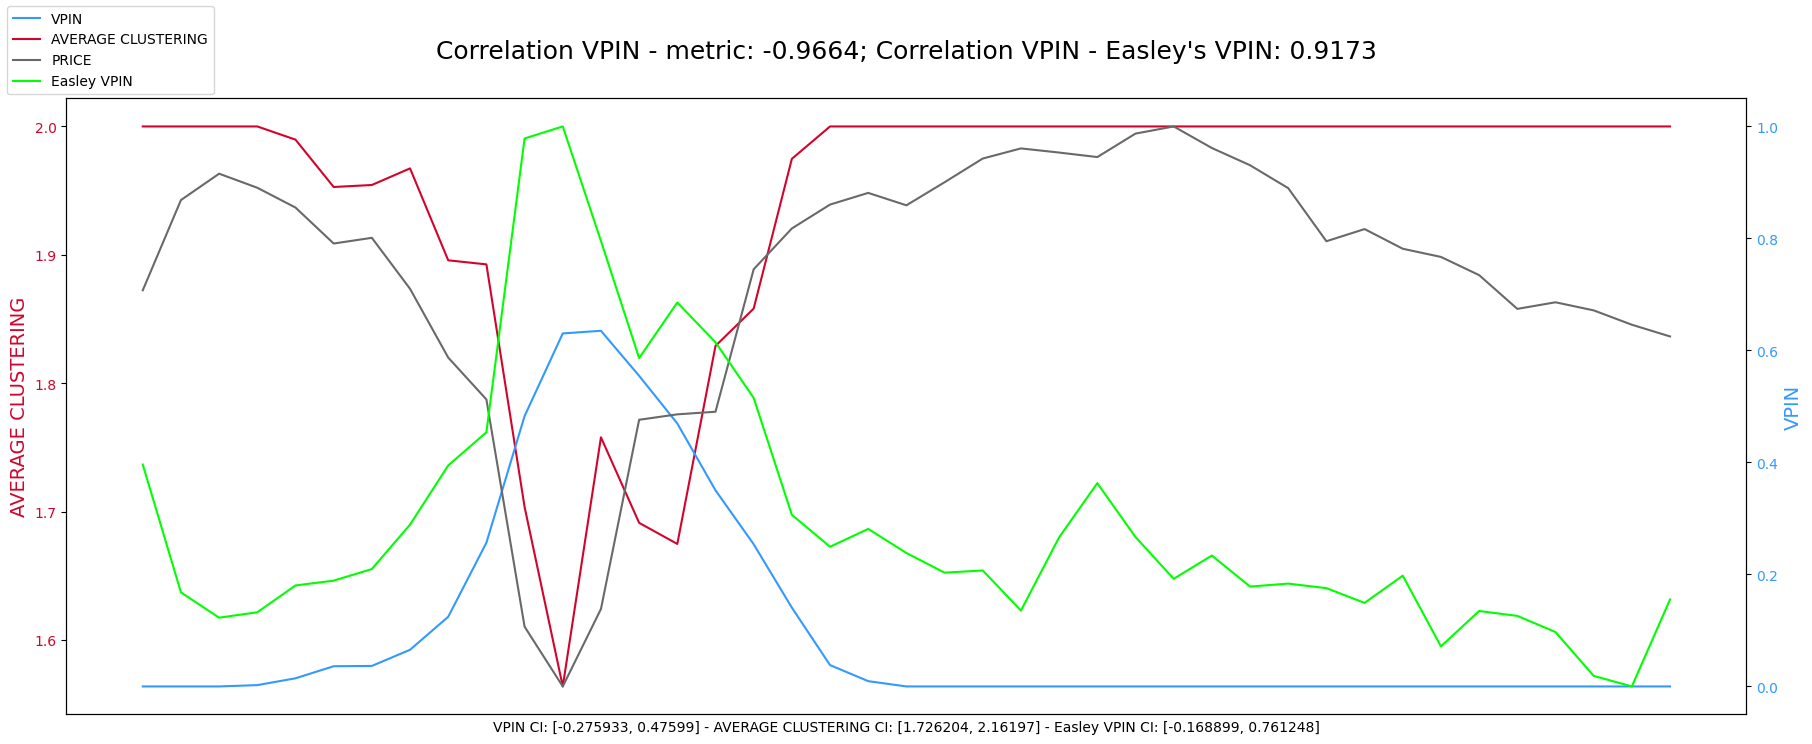 VPIN
AVERAGE CLUSTERING
PRICE
Easley VPIN
Correlation VPIN - metric: -0.9664; Correlation VPIN - Easley's VPIN: 0.9173
AVERAGE CLUSTERING
2.0
1.9
1.8
1.7
1.6
1.0
0.8
0.6
0.4
0.2
0.0
VPIN
VPIN CI: [-0.275933, 0.47599] - AVERAGE CLUSTERING CI: [1.726204, 2.16197] - Easley VPIN CI: [-0.168899, 0.761248]